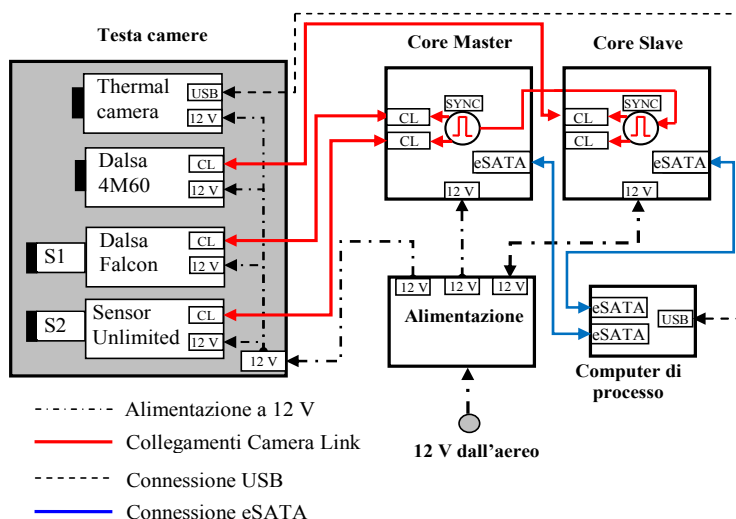 Testa camere
Core Master
Core Slave
Thermal
camera
USB
12 V
Dalsa
4M60
CL
12 V
S1
Dalsa
Falcon
CL
12 V
S2
Sensor
Unlimited
CL
12 V
12 V
SYNC
CL
CL
eSATA
12 V
SYNC
CL
CL
eSATA
12 V
12 V
12 V
12 V
Alimentazione
eSATA
eSATA
USB
Computer di
processo
12 V dall'aereo
Alimentazione a 12 V
Collegamenti Camera Link
Connessione USB
Connessione eSATA